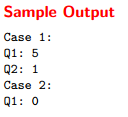 Sample Output
Case 1:
Q1: 5
Q2: 1
Case 2:
Q1: 0